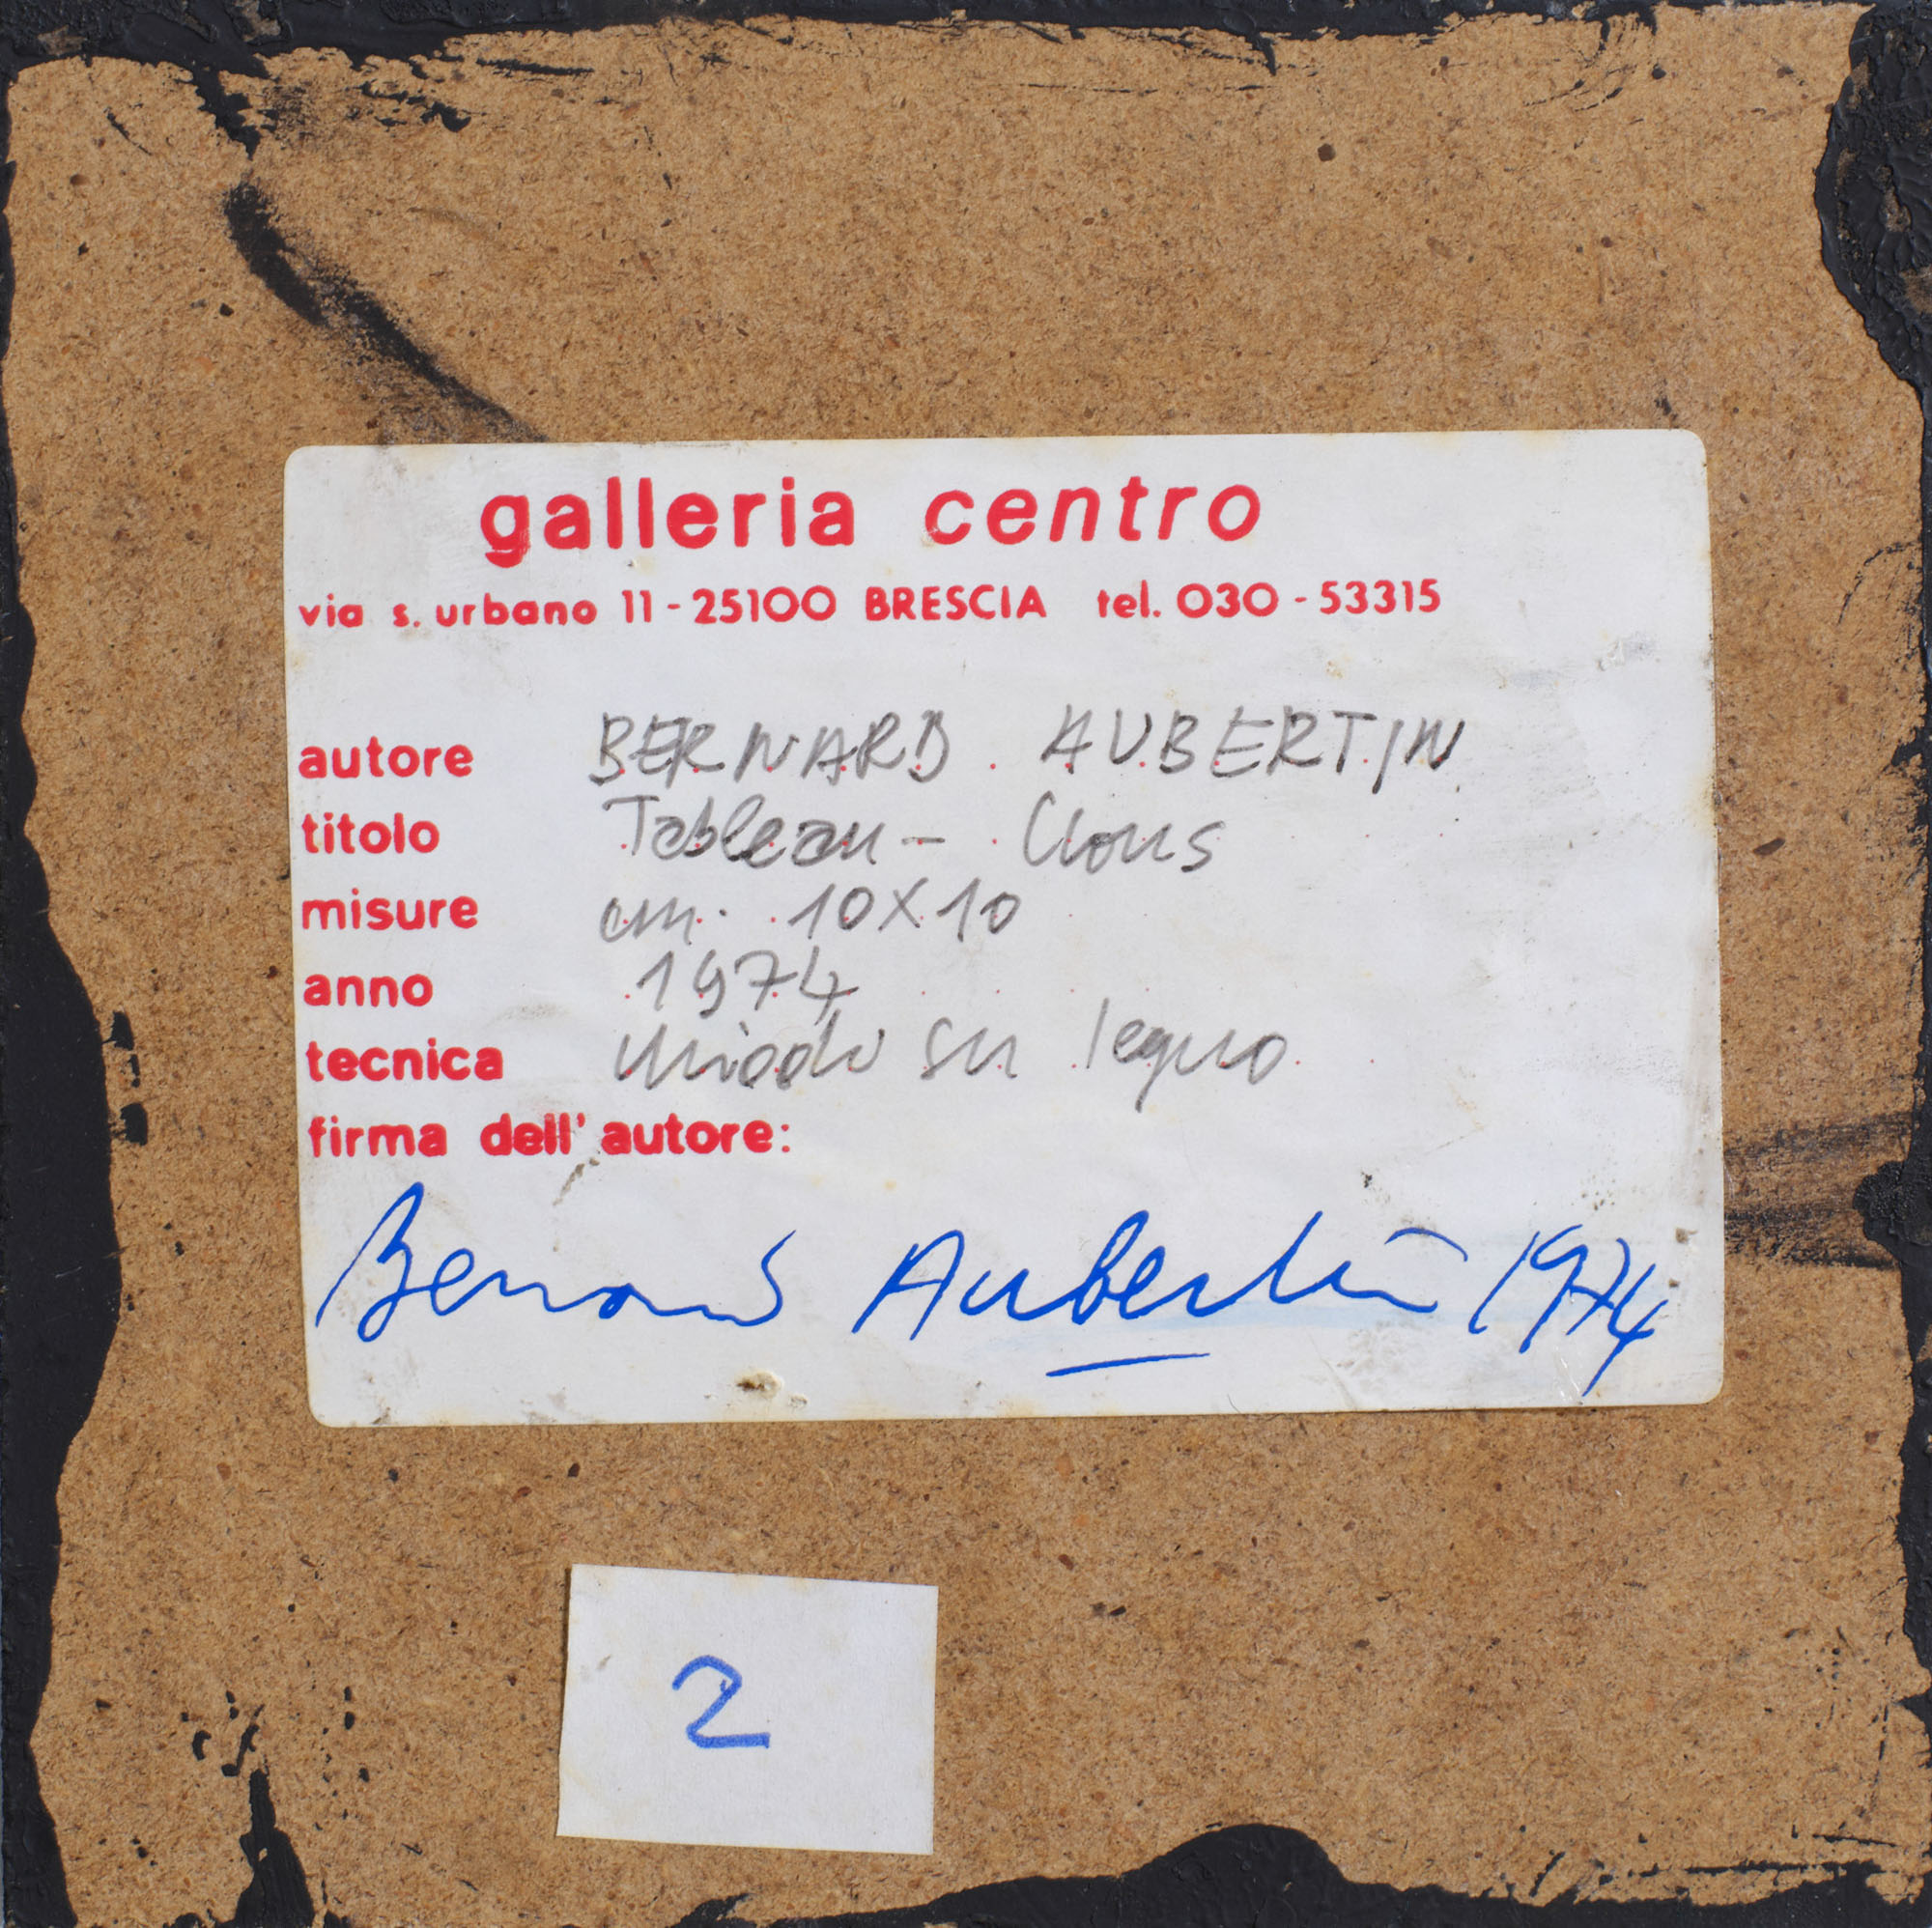 galleria centro
via s. urbano 11 - 25100 BRESCIA tel. 030 - 53315
autore BERNARD AUBERTIN
titolo Tableau - Clous
misure cm. 10X10
anno 1974
tecnica chiodi su legno
firma dell' autore:
Bernard Aubertin 1974
2